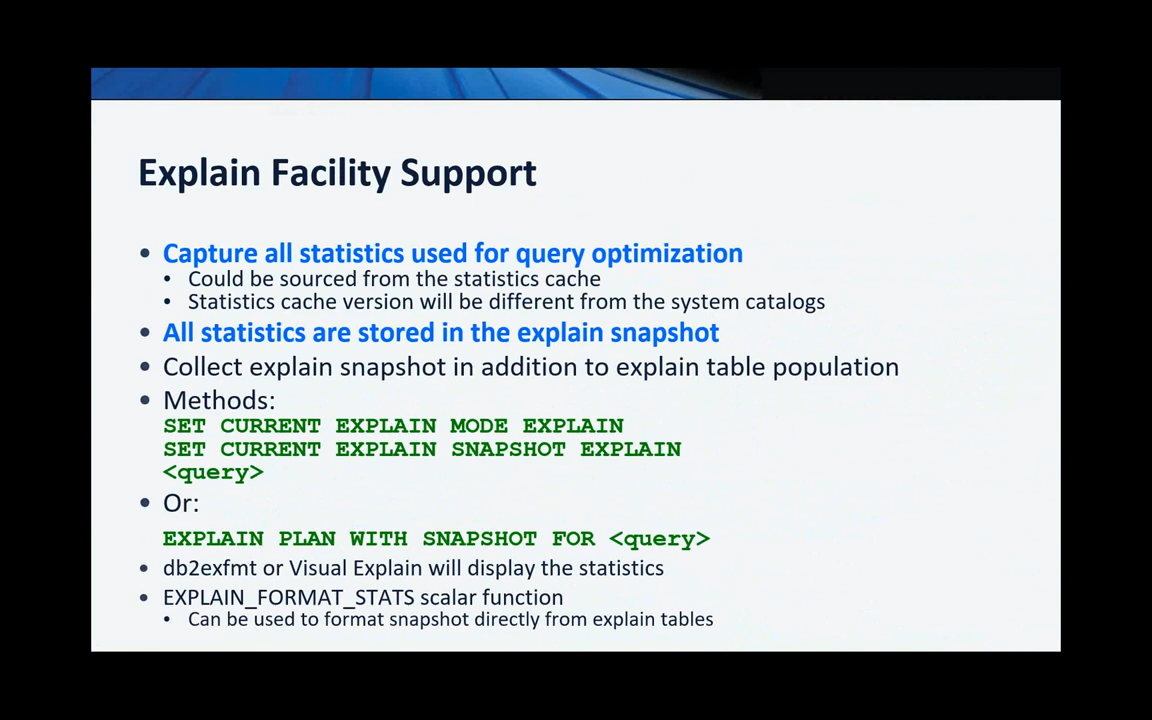 Explain Facility Support
• Capture all statistics used for query optimization
• Could be sourced from the statistics cache
• Statistics cache version will be different from the system catalogs
• All statistics are stored in the explain snapshot
• Collect explain snapshot in addition to explain table population
• Methods:
SET CURRENT EXPLAIN MODE EXPLAIN
SET CURRENT EXPLAIN SNAPSHOT EXPLAIN
<query>
• Or:
EXPLAIN PLAN WITH SNAPSHOT FOR <query>
• db2exfmt or Visual Explain will display the statistics
• EXPLAIN_FORMAT_STATS scalar function
• Can be used to format snapshot directly from explain tables